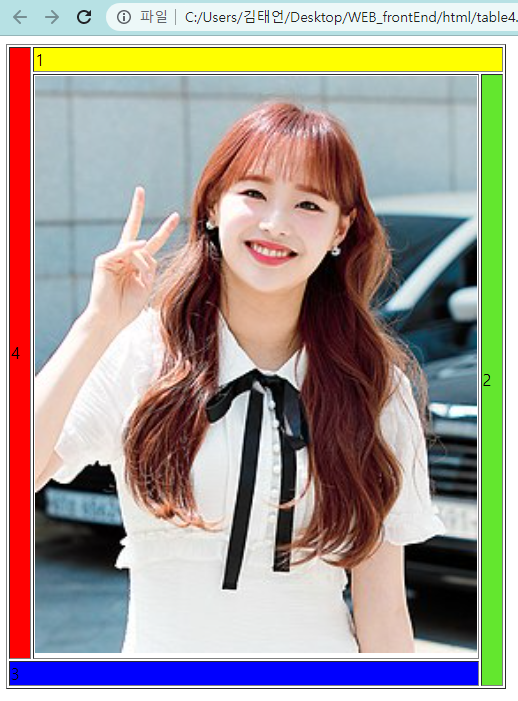 파일 C:/Users/김태언/Desktop/WEB_frontEnd/html/table4.
1
4
2
3